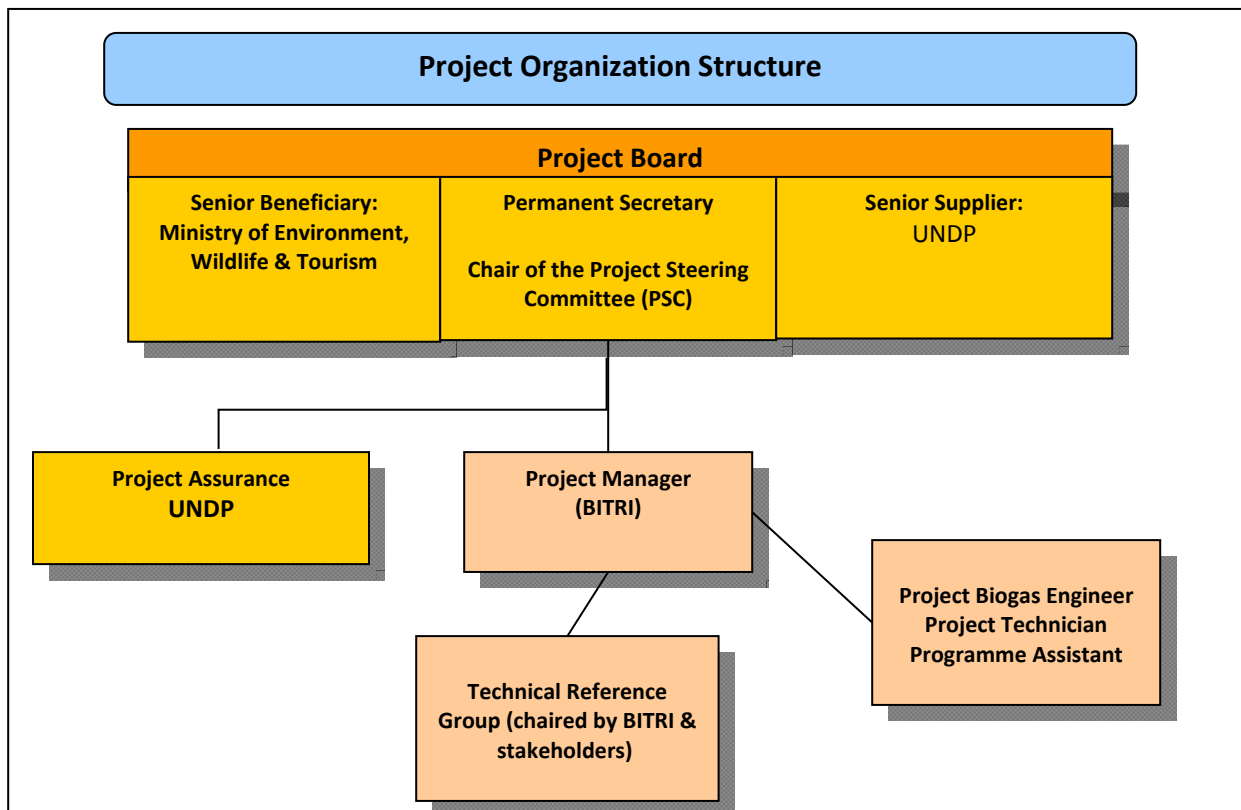 Project Organization Structure
Project Board
Senior Beneficiary:
Ministry of Environment,
Wildlife & Tourism
Permanent Secretary
Chair of the Project Steering
Committee (PSC)
Senior Supplier:
UNDP
Project Assurance
UNDP
Project Manager
(BITRI)
Project Biogas Engineer
Project Technician
Programme Assistant
Technical Reference
Group (chaired by BITRI &
stakeholders)